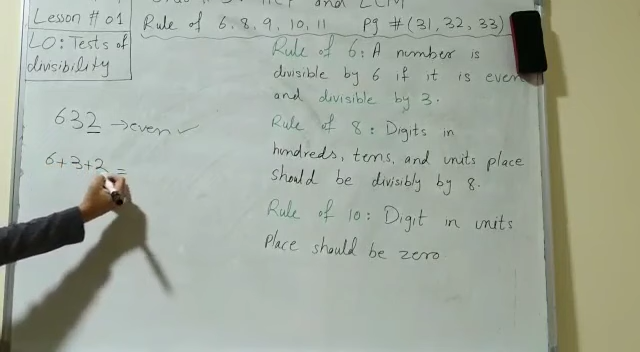 HCF and LCM
Lesson # 01
Rule of 6, 8, 9, 10, 11 Pg # (31, 32, 33)
LO: Tests of
divisibility
Rule of 6: A number is
divisible by 6 if it is even
and divisible by 3.
632 → even ✓
6+3+2 =
Rule of 8: Digits in
hundreds, tens, and units place
should be divisibly by 8.
Rule of 10: Digit in units
place should be zero